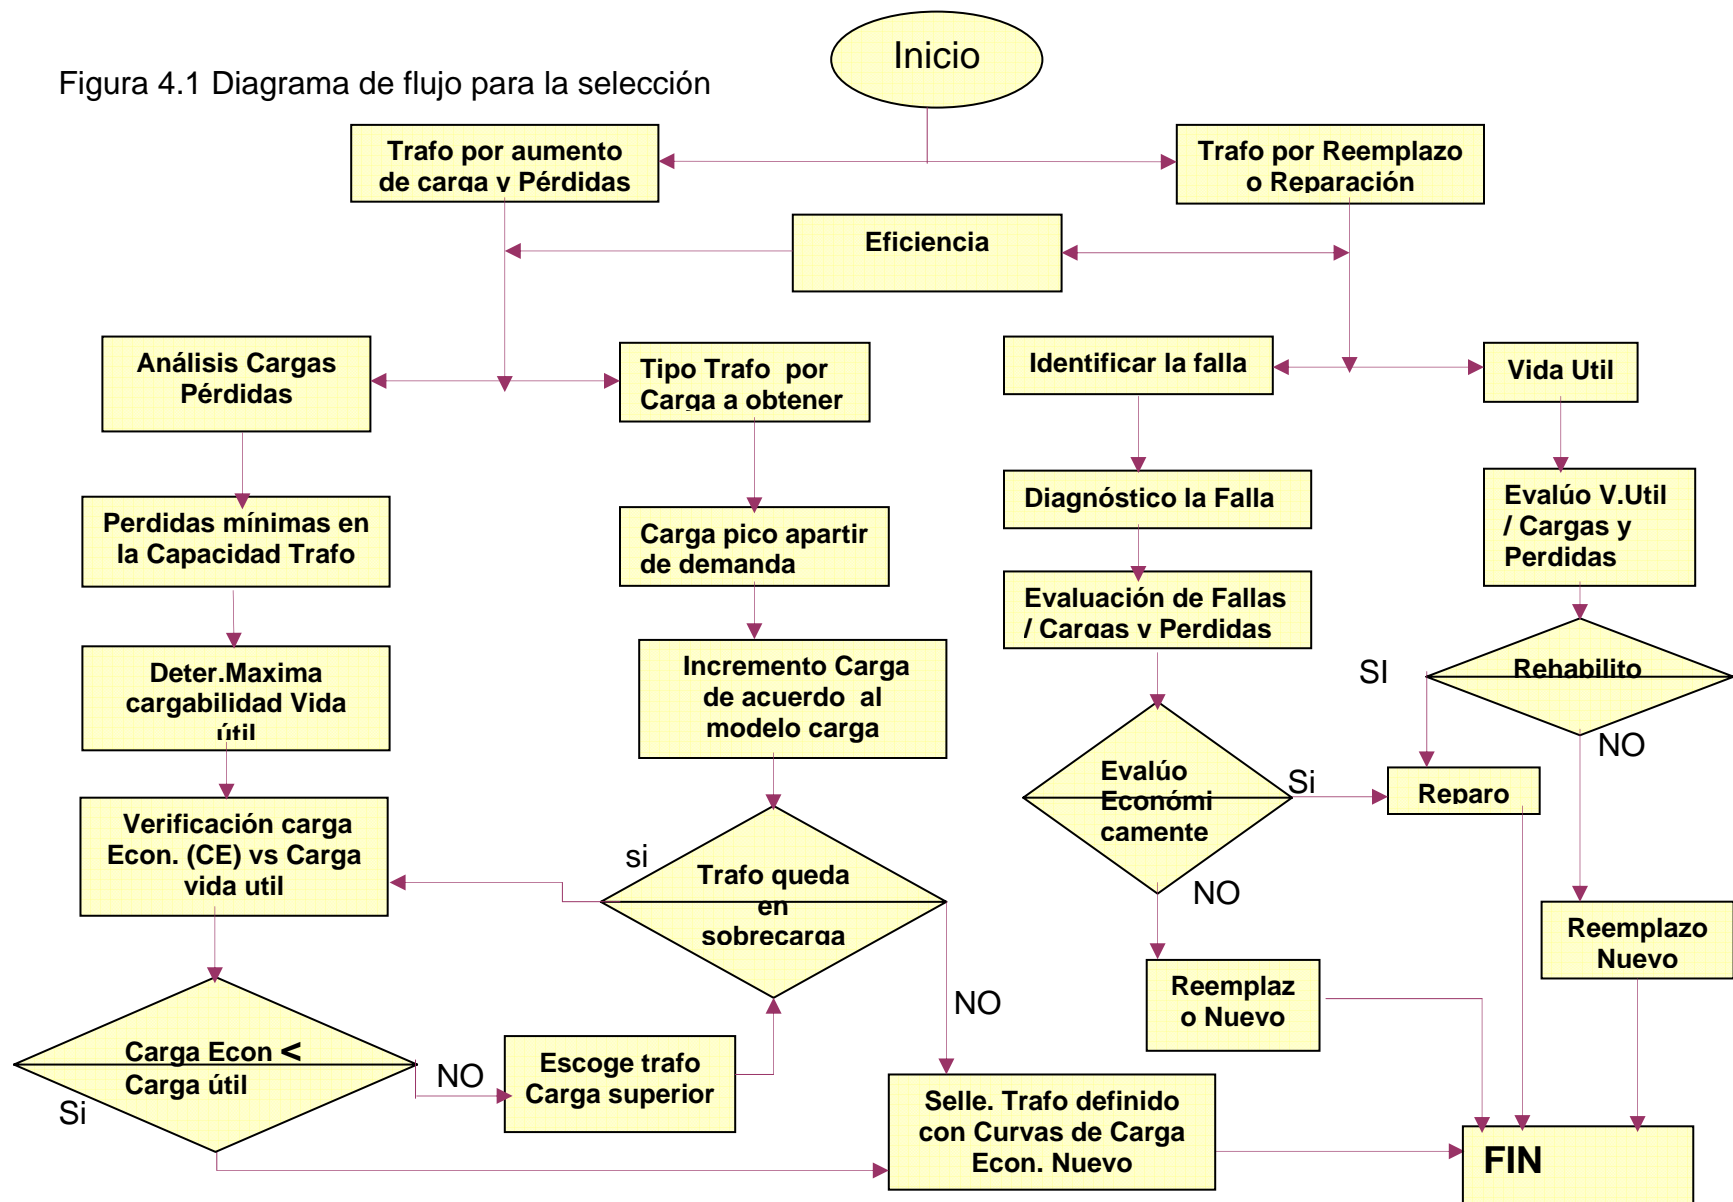 Inicio
Figura 4.1 Diagrama de flujo para la selección
Trafo por aumento
de carga y Pérdidas
Trafo por Reemplazo
o Reparación
Eficiencia
Análisis Cargas
Pérdidas
Tipo Trafo por
Carga a obtener
Identificar la falla
Vida Util
Perdidas mínimas en
la Capacidad Trafo
Carga pico apartir
de demanda
Diagnóstico la Falla
Evalúo V.Util
/ Cargas y
Perdidas
Evaluación de Fallas
/ Cargas y Perdidas
Deter.Maxima
cargabilidad Vida
útil
Incremento Carga
de acuerdo al
modelo carga
SI
Rehabilito
NO
Evalúo
Económi
camente
Si
Reparo
NO
Verificación carga
Econ. (CE) vs Carga
vida util
si
Trafo queda
en
sobrecarga
NO
Reemplaz
o Nuevo
Reemplazo
Nuevo
Carga Econ <
Carga útil
Si
NO
Escoge trafo
Carga superior
Selle. Trafo definido
con Curvas de Carga
Econ. Nuevo
FIN